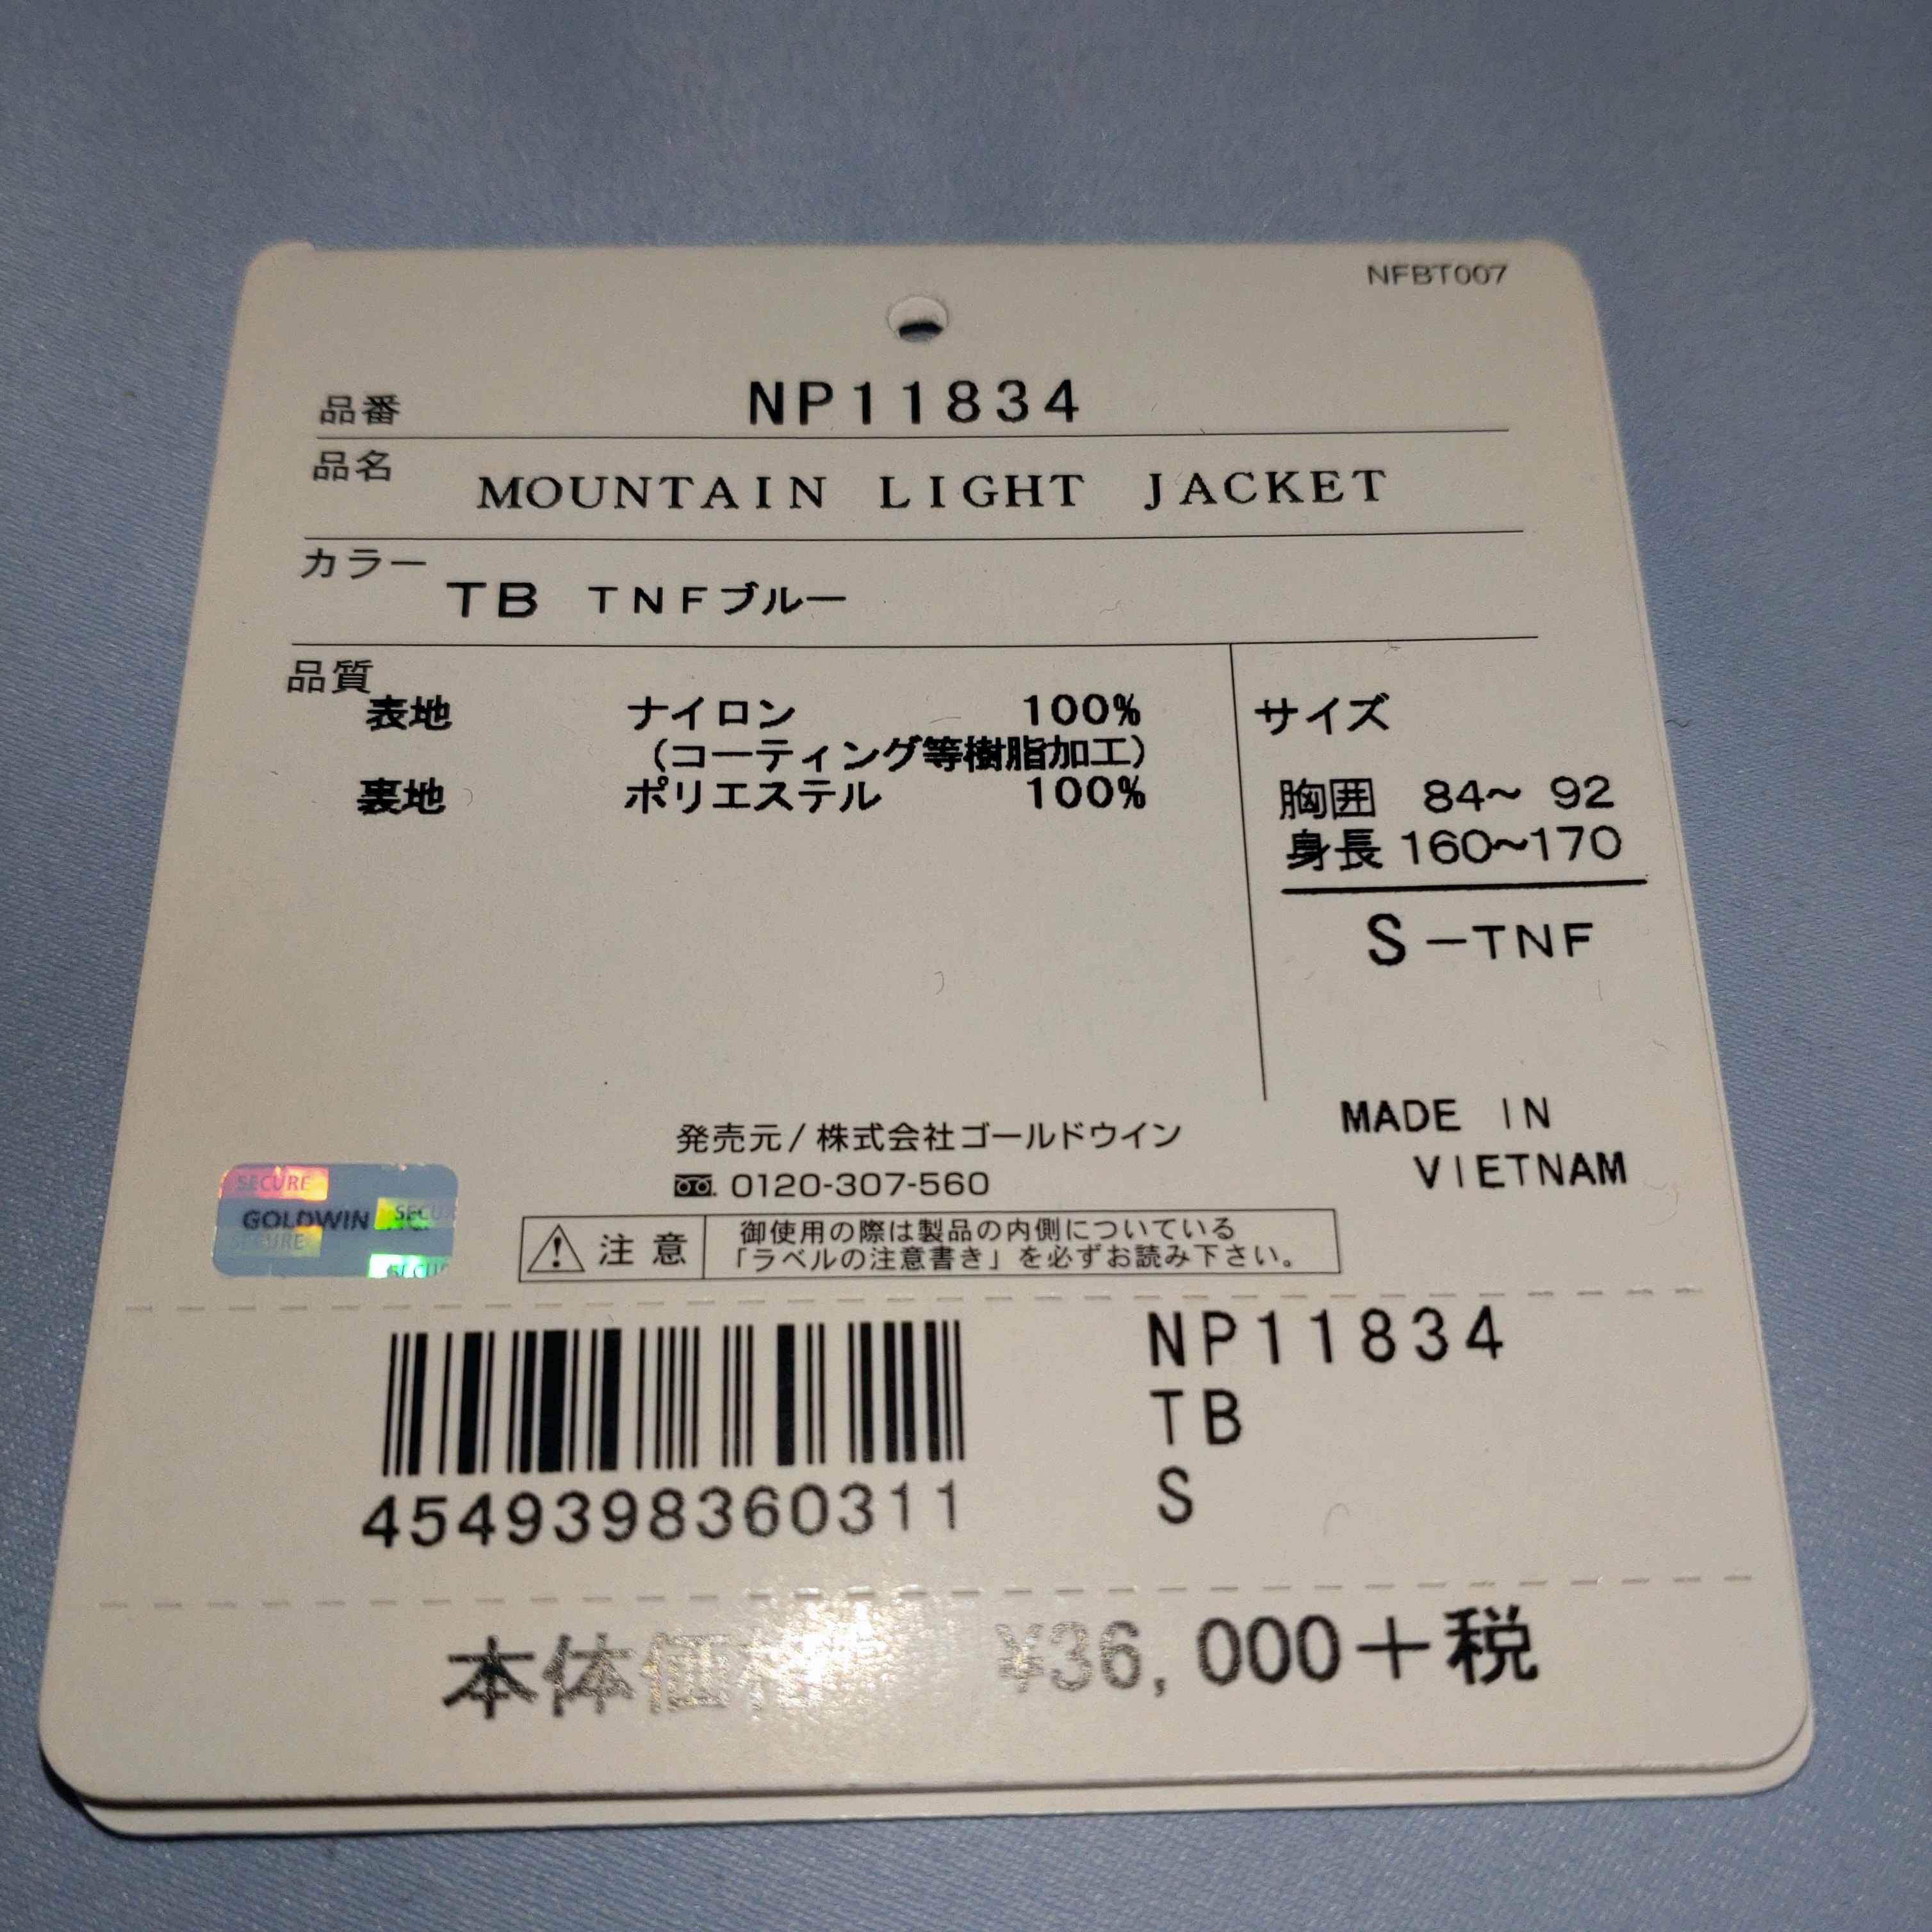 NFBT007
品番 NP11834
品名 MOUNTAIN LIGHT JACKET
カラー
TB TNFブルー
品質
表地 ナイロン 100%
(コーティング等樹脂加工)
裏地 ポリエステル 100%
サイズ
胸囲 84〜 92
身長 160〜170
S－TNF
MADE IN
VIETNAM
発売元/株式会社ゴールドウイン
0120-307-560
SECURE
GOLDWIN
SECURE
注意
御使用の際は製品の内側についている
「ラベルの注意書き」を必ずお読み下さい。
4549398360311
NP11834
TB
S
本体価格 ¥36,000＋税